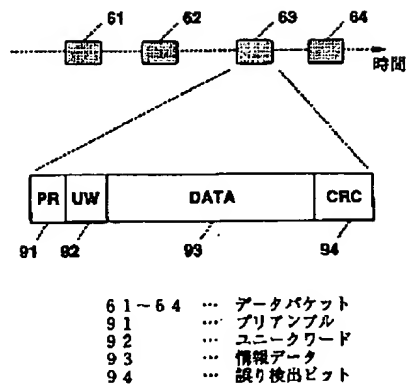 61 62 63 64
時間
PR UW DATA CRC
91 92 93 94
61~64 … データパケット
91 … プリアンブル
92 … ユニークワード
93 … 情報データ
94 … 誤り検出ビット